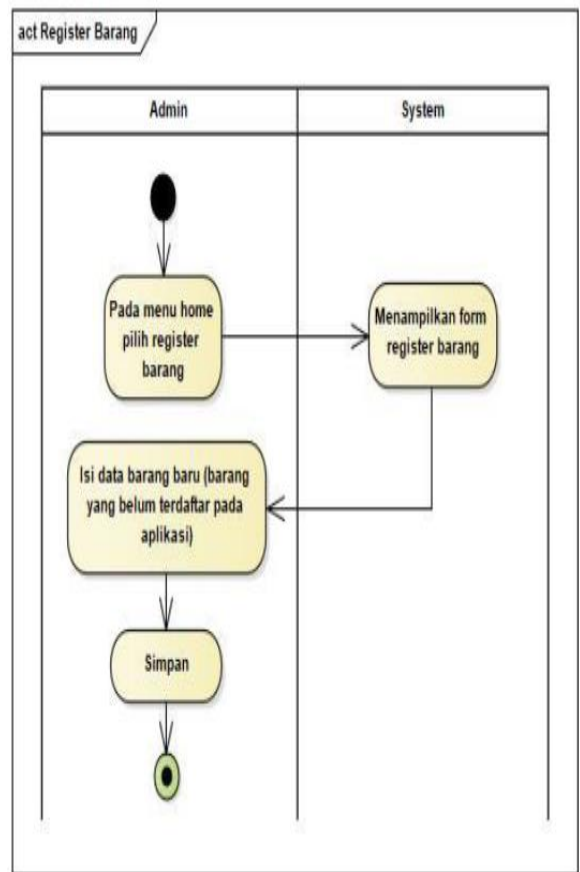 act Register Barang
Admin
System
Pada menu home
pilih register
barang
Menampilkan form
register barang
Isi data barang baru (barang
yang belum terdaftar pada
aplikasi)
Simpan